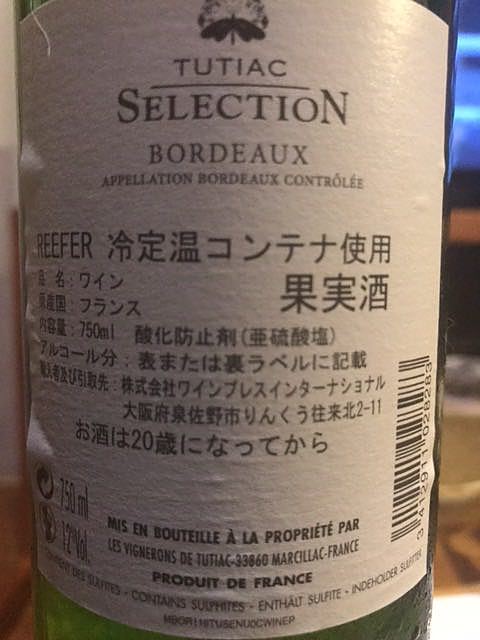 TUTIAC
SELECTION
BORDEAUX
APPELLATION BORDEAUX CONTRÔLÉE
REEFER 冷定温コンテナ使用
品 名：ワイン
原産国：フランス
果実酒
内容量：750ml 酸化防止剤(亜硫酸塩)
アルコール分：表または裏ラベルに記載
輸入者及び引取先：株式会社ワインプレスインターナショナル
大阪府泉佐野市りんくう往来北2-11
お酒は20歳になってから
750 ml
12%Vol.
MIS EN BOUTEILLE À LA PROPRIÉTÉ PAR
LES VIGNERONS DE TUTIAC-33860 MARCILLAC-FRANCE
PRODUIT DE FRANCE
DES SULFITES - CONTAINS SULPHITES - ENTHÄLT SULFITE - INDEHOLDER SULFITTER
3 412911 028283